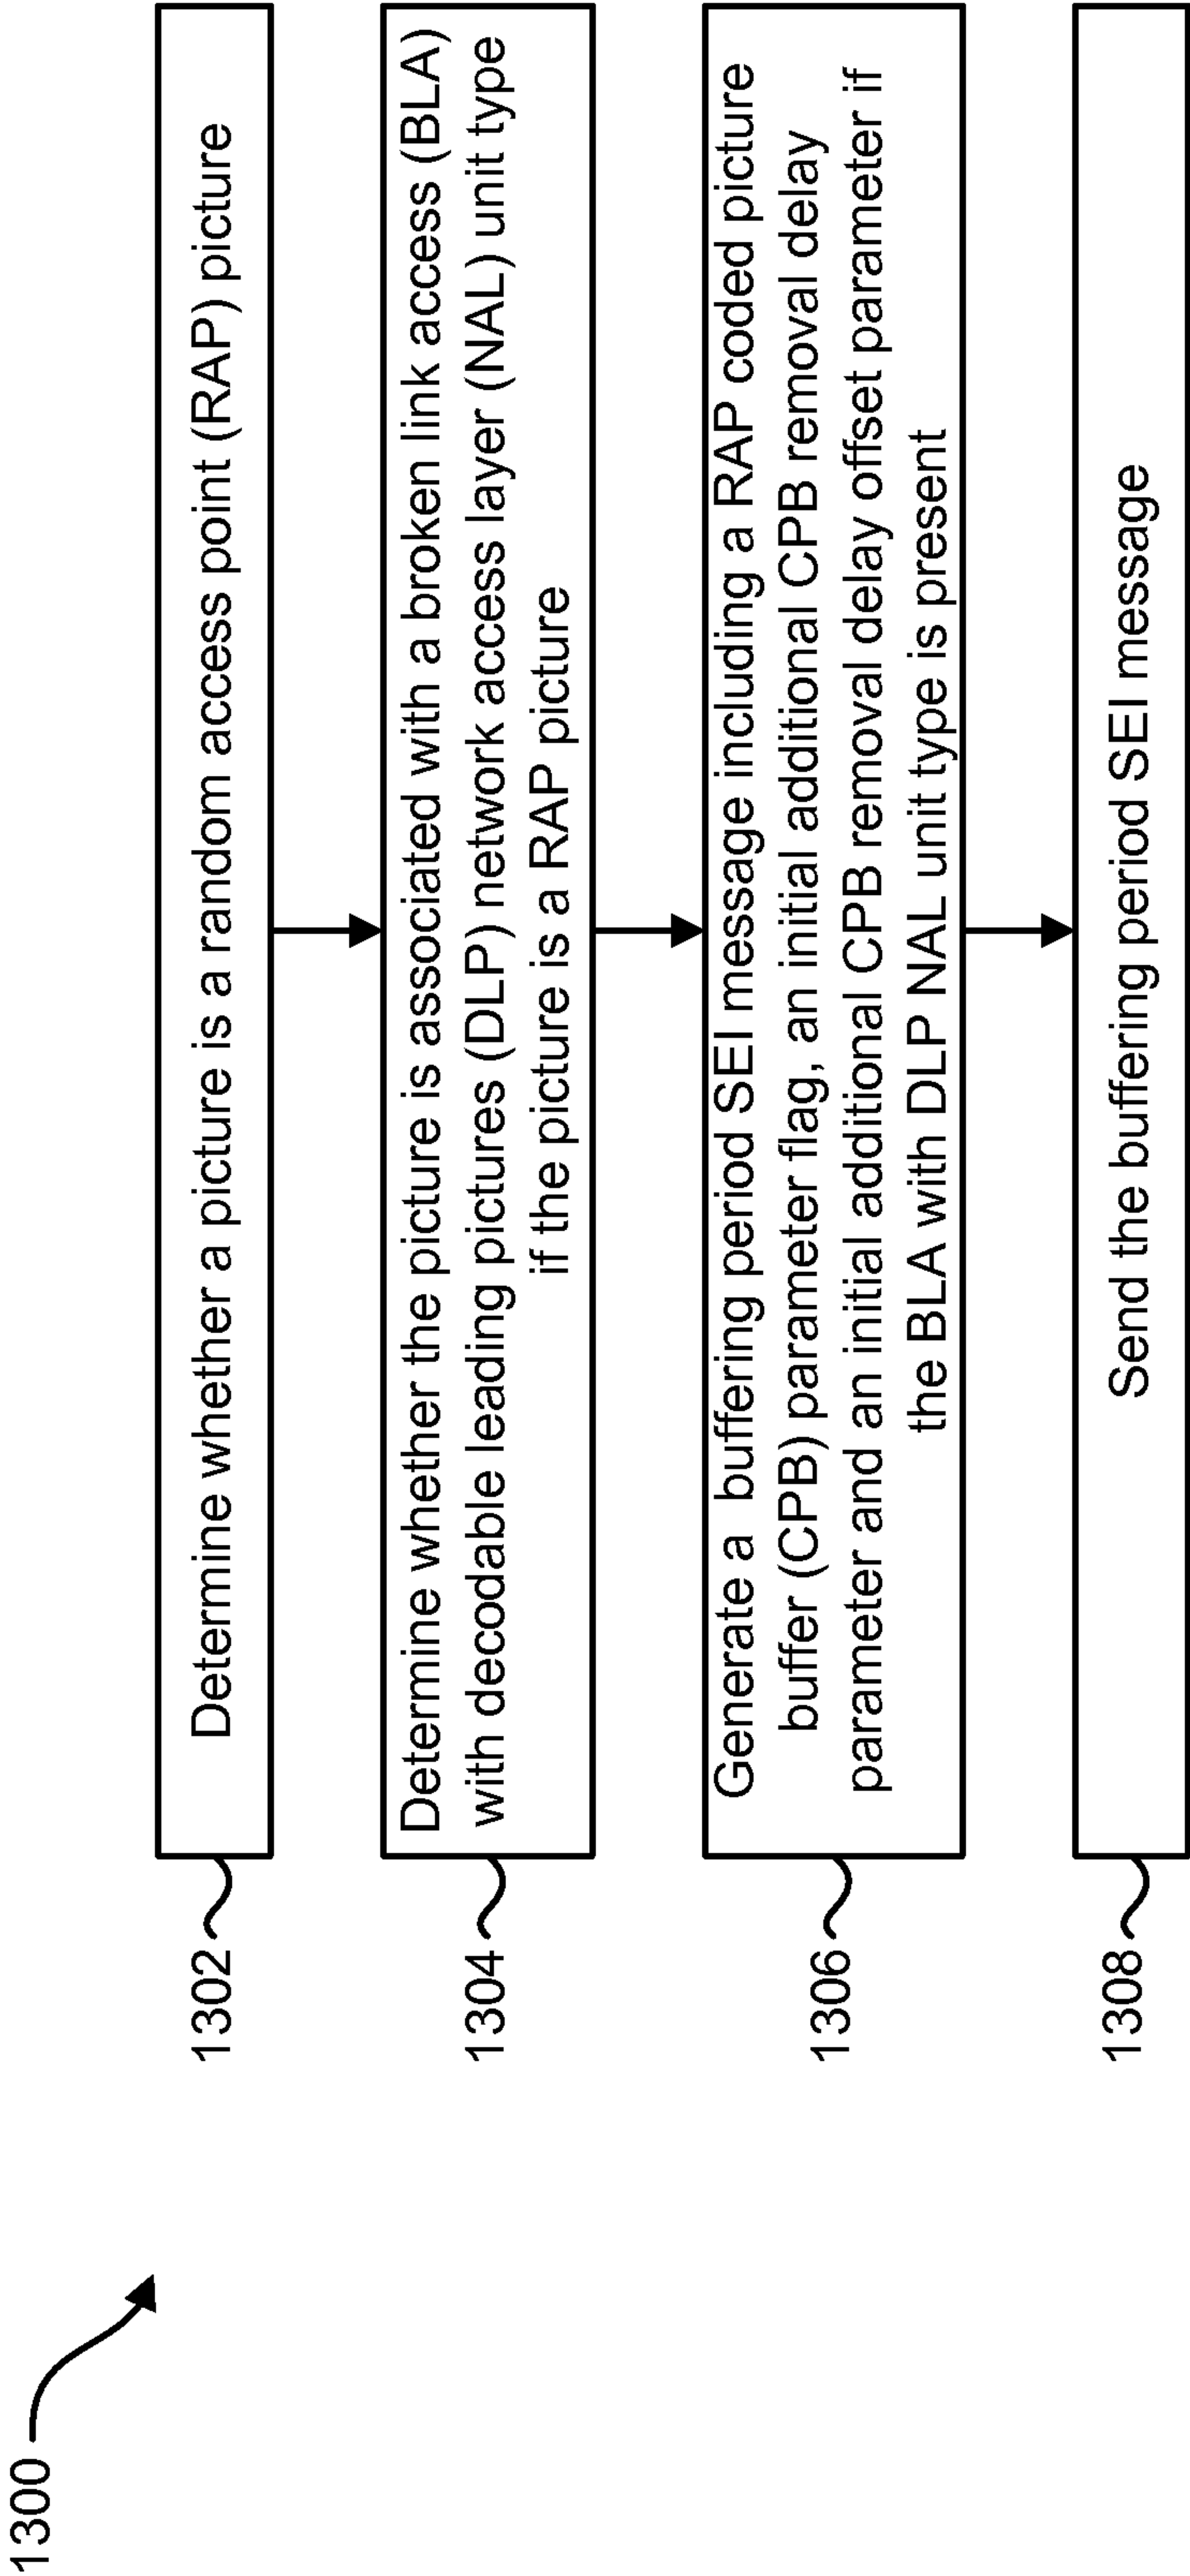 1300
1302
Determine whether a picture is a random access point (RAP) picture
1304
Determine whether the picture is associated with a broken link access (BLA)
with decodable leading pictures (DLP) network access layer (NAL) unit type
if the picture is a RAP picture
1306
Generate a buffering period SEI message including a RAP coded picture
buffer (CPB) parameter flag, an initial additional CPB removal delay
parameter and an initial additional CPB removal delay offset parameter if
the BLA with DLP NAL unit type is present
1308
Send the buffering period SEI message